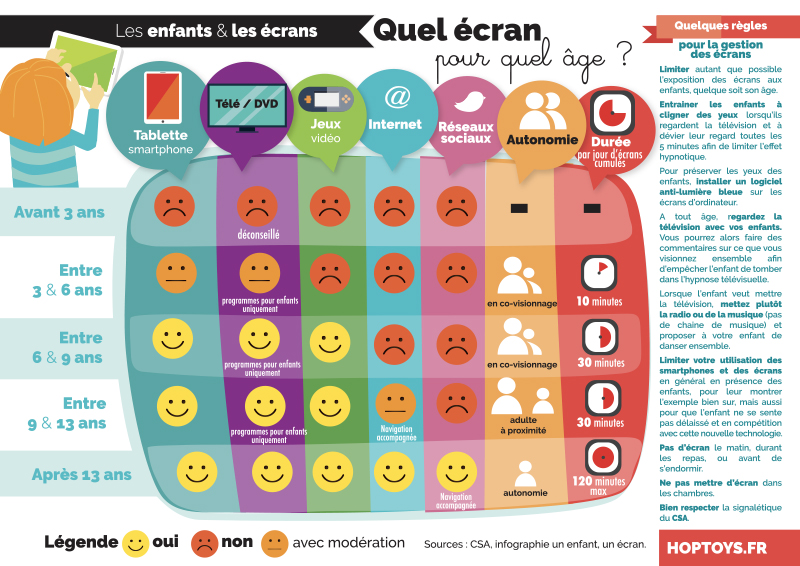 Les enfants & les écrans
Quel écran
pour quel âge ?
Tablette
smartphone
Télé / DVD
Jeux
vidéo
@
Internet
Réseaux
sociaux
Autonomie
Durée
par jour d'écrans
cumulés
Avant 3 ans
déconseillé
Entre
3 & 6 ans
programmes pour enfants
uniquement
en co-visionnage
10 minutes
Entre
6 & 9 ans
programmes pour enfants
uniquement
en co-visionnage
30 minutes
Entre
9 & 13 ans
programmes pour enfants
uniquement
Navigation
accompagnée
adulte
à proximité
30 minutes
Après 13 ans
Navigation
accompagnée
autonomie
120 minutes
max
Légende oui non avec modération
Sources : CSA, infographie un enfant, un écran.
Quelques règles
pour la gestion
des écrans
Limiter autant que possible
l'exposition des écrans aux
enfants, quelque soit son âge.
Entrainer les enfants à
cligner des yeux lorsqu'ils
regardent la télévision et à
dévier leur regard toutes les
5 minutes afin de limiter l'effet
hypnotique.
Pour préserver les yeux des
enfants, installer un logiciel
anti-lumière bleue sur les
écrans d'ordinateur.
A tout âge, regardez la
télévision avec vos enfants.
Vous pourrez alors faire des
commentaires sur ce que vous
visionnez ensemble afin
d'empêcher l'enfant de tomber
dans l'hypnose télévisuelle.
Lorsque l'enfant veut mettre
la télévision, mettez plutôt
la radio ou de la musique (pas
de chaine de musique) et
proposer à votre enfant de
danser ensemble.
Limiter votre utilisation des
smartphones et des écrans
en général en présence des
enfants, pour leur montrer
l'exemple bien sur, mais aussi
pour que l'enfant ne se sente
pas délaissé et en compétition
avec cette nouvelle technologie.
Pas d'écran le matin, durant
les repas, ou avant de
s'endormir.
Ne pas mettre d'écran dans
les chambres.
Bien respecter la signalétique
du CSA.
HOPTOYS.FR